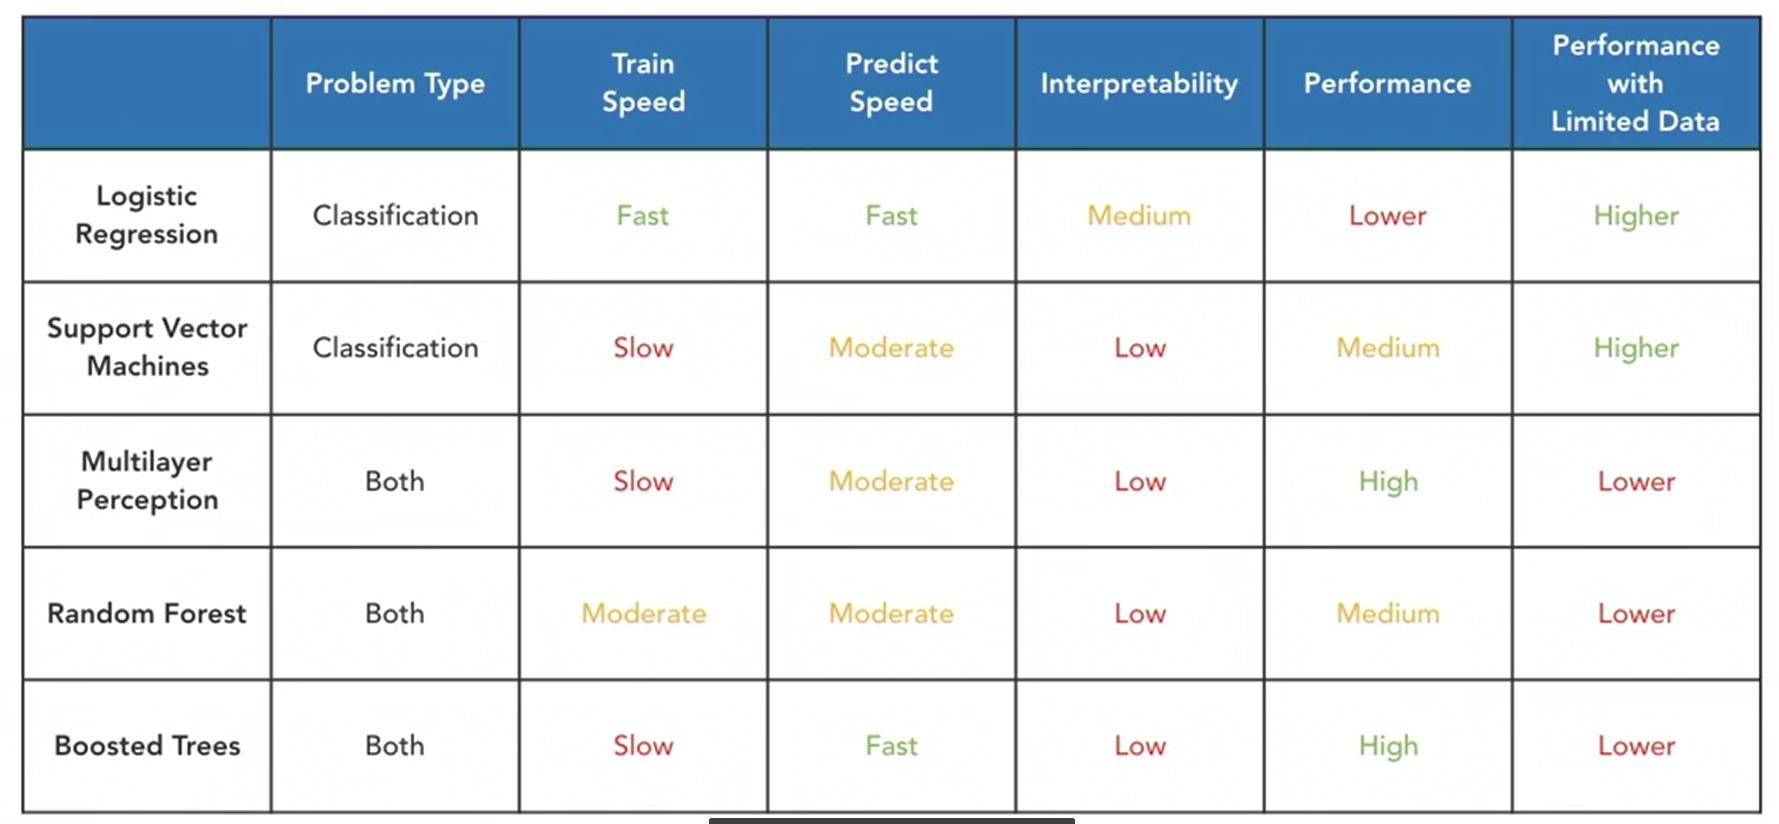 Problem Type
Train
Speed
Predict
Speed
Interpretability
Performance
Performance
with
Limited Data
Logistic
Regression
Classification
Fast
Fast
Medium
Lower
Higher
Support Vector
Machines
Classification
Slow
Moderate
Low
Medium
Higher
Multilayer
Perception
Both
Slow
Moderate
Low
High
Lower
Random Forest
Both
Moderate
Moderate
Low
Medium
Lower
Boosted Trees
Both
Slow
Fast
Low
High
Lower